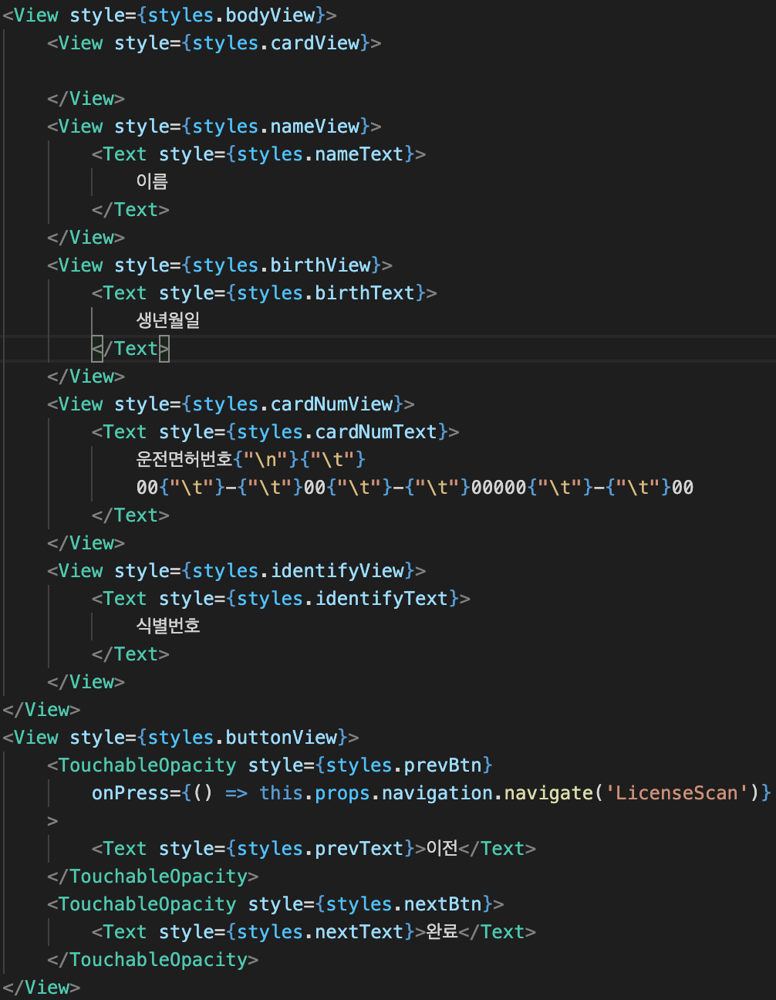 <View style={styles.bodyView}>
    <View style={styles.cardView}>

    </View>
    <View style={styles.nameView}>
        <Text style={styles.nameText}>
            이름
        </Text>
    </View>
    <View style={styles.birthView}>
        <Text style={styles.birthText}>
            생년월일
        </Text>
    </View>
    <View style={styles.cardNumView}>
        <Text style={styles.cardNumText}>
            운전면허번호{"\n"}{"\t"}
            00{"\t"}-{"\t"}00{"\t"}-{"\t"}00000{"\t"}-{"\t"}00
        </Text>
    </View>
    <View style={styles.identifyView}>
        <Text style={styles.identifyText}>
            식별번호
        </Text>
    </View>
</View>
<View style={styles.buttonView}>
    <TouchableOpacity style={styles.prevBtn}
        onPress={() => this.props.navigation.navigate('LicenseScan')}
    >
        <Text style={styles.prevText}>이전</Text>
    </TouchableOpacity>
    <TouchableOpacity style={styles.nextBtn}>
        <Text style={styles.nextText}>완료</Text>
    </TouchableOpacity>
</View>